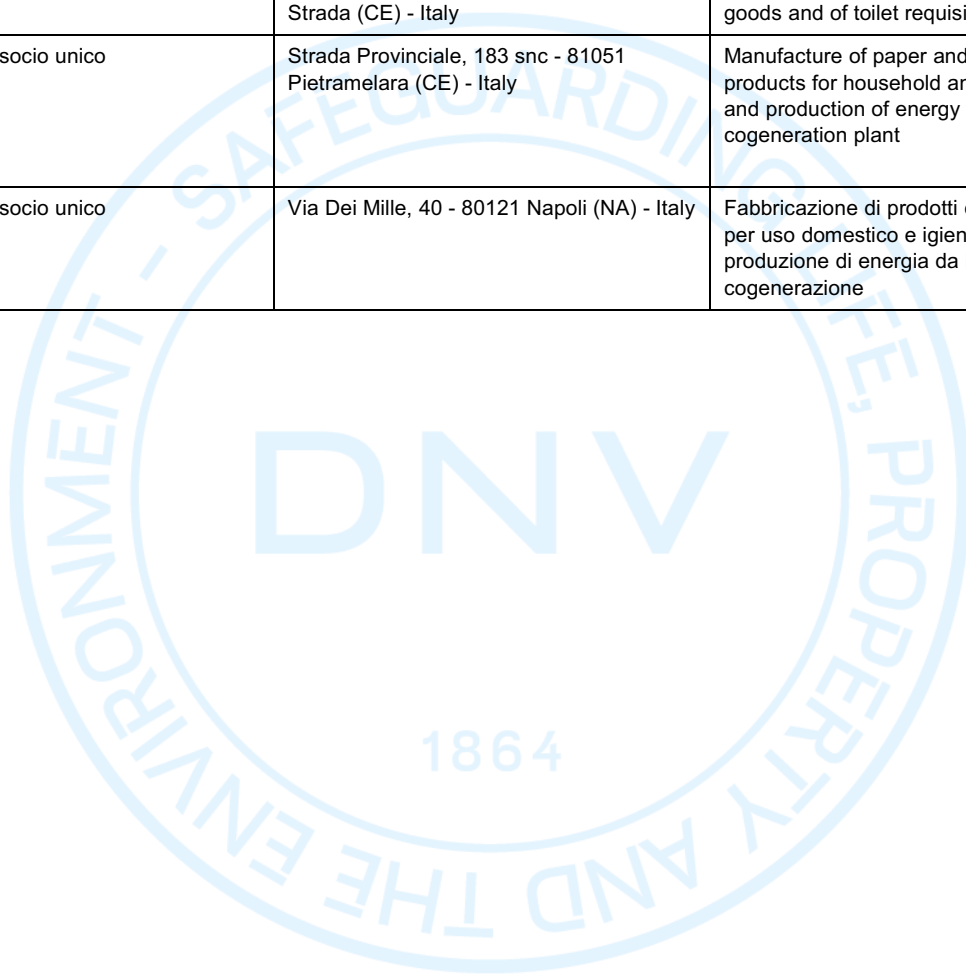 Strada (CE) - Italy
goods and of toilet
socio unico
Strada Provinciale, 183 snc - 81051
Pietramelara (CE) - Italy
Manufacture of paper and
products for household
and production of energy
cogeneration plant
socio unico
Via Dei Mille, 40 - 80121 Napoli (NA) - Italy
Fabbricazione di prodotti
per uso domestico e
produzione di energia da
cogenerazione
SAFEGUARDING LIFE, PROPERTY AND THE ENVIRONMENT -
DNV
1864